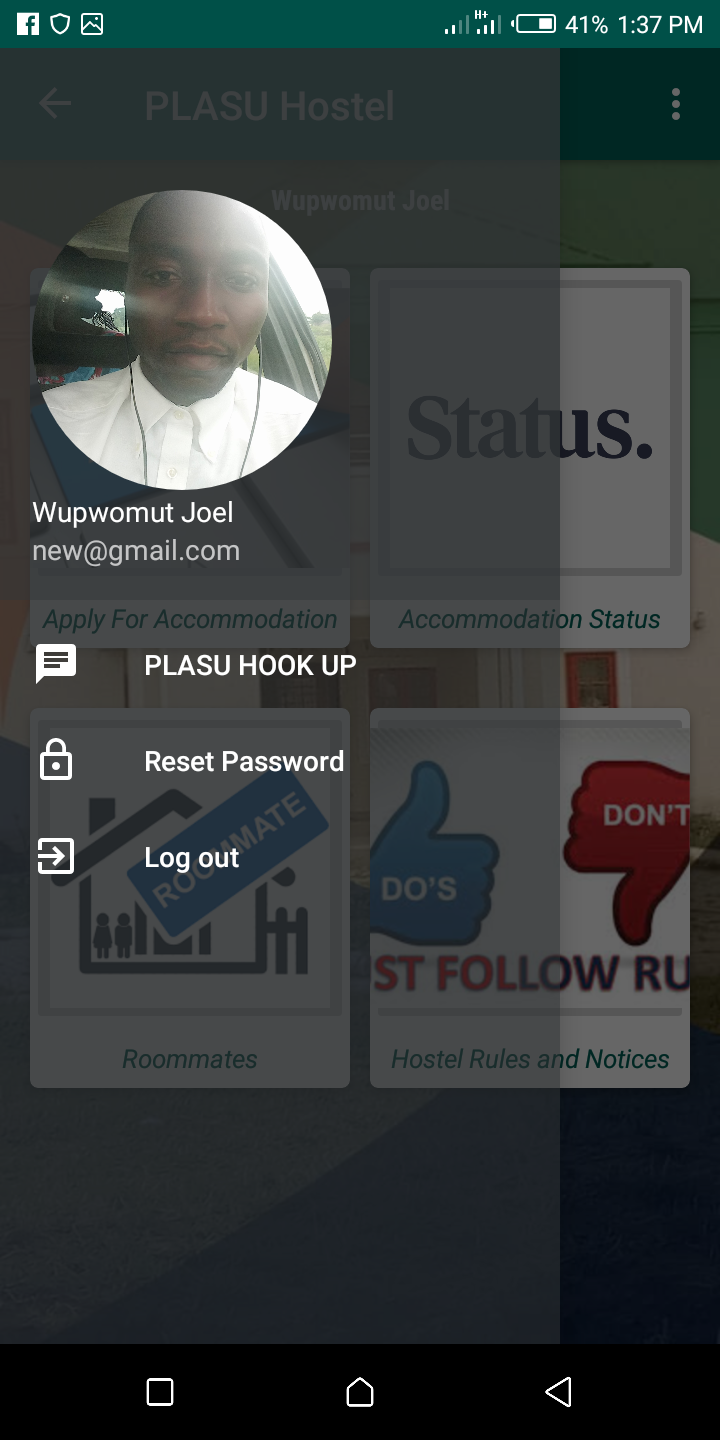 H+ 41% 1:37 PM
PLASU Hostel
Wupwomut Joel
Status.
Wupwomut Joel
new@gmail.com
Apply For Accommodation
Accommodation Status
PLASU HOOK UP
Reset Password
Log out
ROOMMATE
DO'S
DON'T
ST FOLLOW RU
Roommates
Hostel Rules and Notices